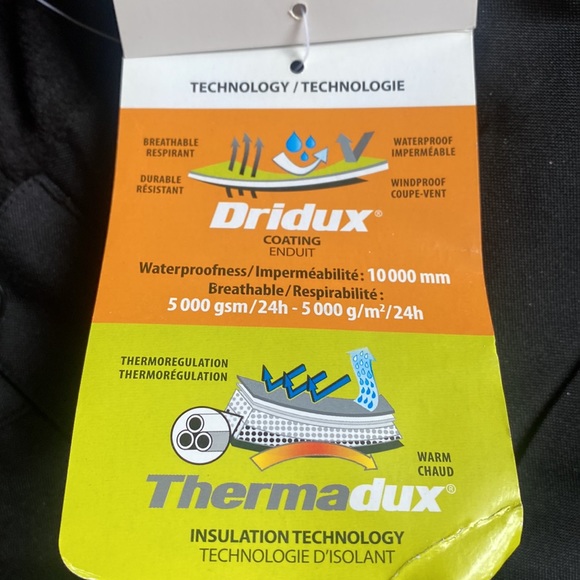 TECHNOLOGY / TECHNOLOGIE
BREATHABLE
RESPIRANT
WATERPROOF
IMPERMÉABLE
DURABLE
RÉSISTANT
WINDPROOF
COUPE-VENT
Dridux®
COATING
ENDUIT
Waterproofness/Imperméabilité: 10 000 mm
Breathable/Respirabilité:
5 000 gsm/24h - 5 000 g/m²/24h
THERMOREGULATION
THERMORÉGULATION
WARM
CHAUD
Thermadux®
INSULATION TECHNOLOGY
TECHNOLOGIE D'ISOLANT